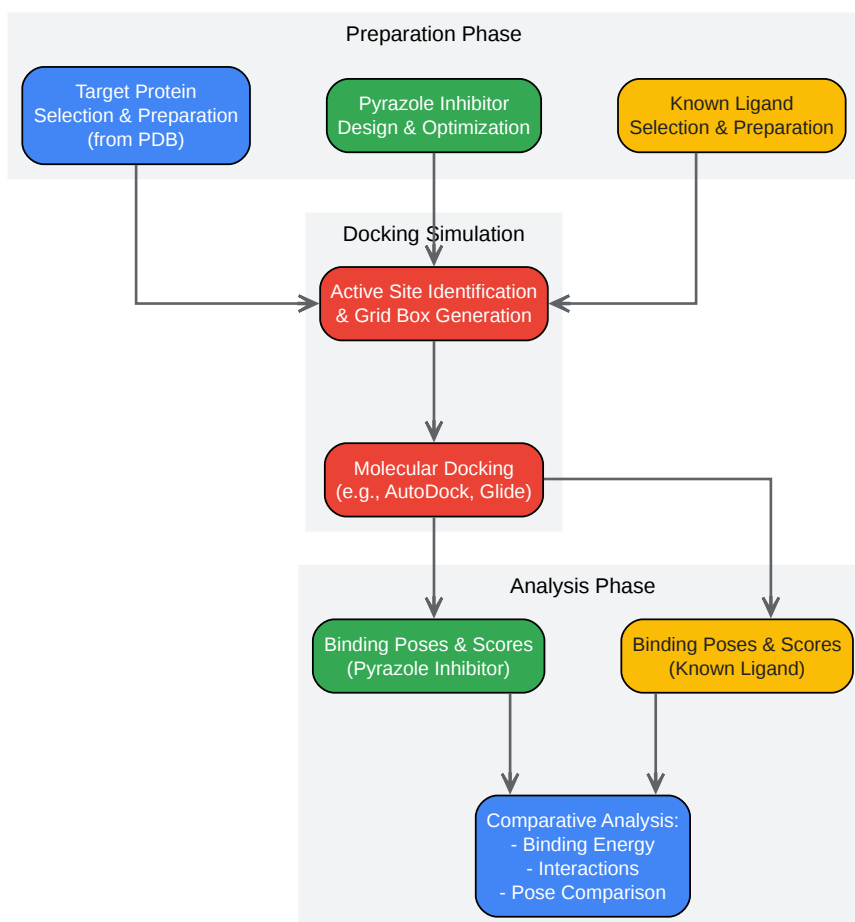 Preparation Phase
Target Protein
Selection & Preparation
(from PDB)
Pyrazole Inhibitor
Design & Optimization
Known Ligand
Selection & Preparation
Docking Simulation
Active Site Identification
& Grid Box Generation
Molecular Docking
(e.g., AutoDock, Glide)
Analysis Phase
Binding Poses & Scores
(Pyrazole Inhibitor)
Binding Poses & Scores
(Known Ligand)
Comparative Analysis:
- Binding Energy
- Interactions
- Pose Comparison